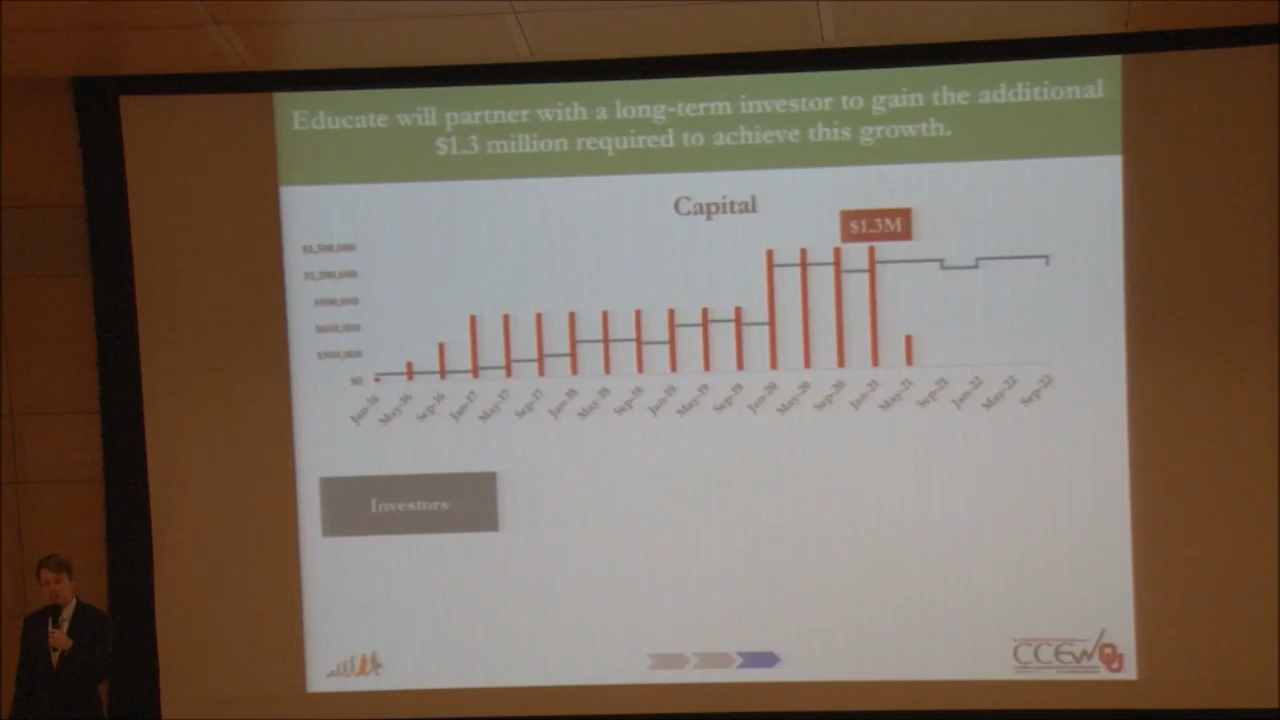 Educate will partner with a long-term investor to gain the additional
$1.3 million required to achieve this growth.
Capital
$1.3M
$1,500,000
$1,200,000
$900,000
$600,000
$300,000
$0
Jan-16 May-16 Sep-16 Jan-17 May-17 Sep-17 Jan-18 May-18 Sep-18 Jan-19 May-19 Sep-19 Jan-20 May-20 Sep-20 Jan-21 May-21 Sep-21 Jan-22 May-22 Sep-22
Investors
CCEW OU